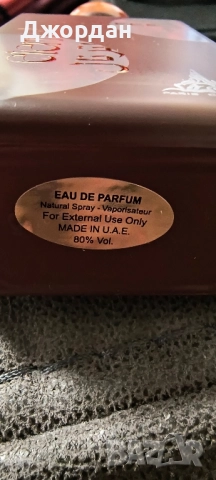 Джордан
EAU DE PARFUM
Natural Spray - Vaporisateur
For External Use Only
MADE IN U.A.E.
80% Vol.